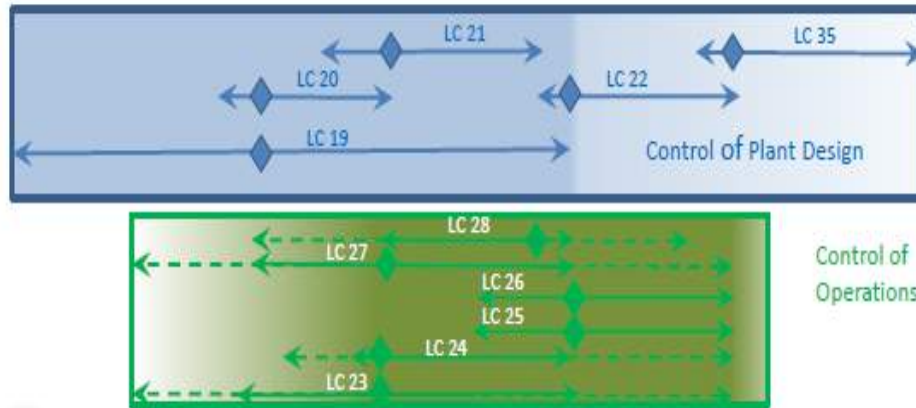 LC 21
LC 35
LC 20
LC 22
LC 19
Control of Plant Design
LC 28
LC 27
LC 26
LC 25
LC 24
LC 23
Control of
Operations